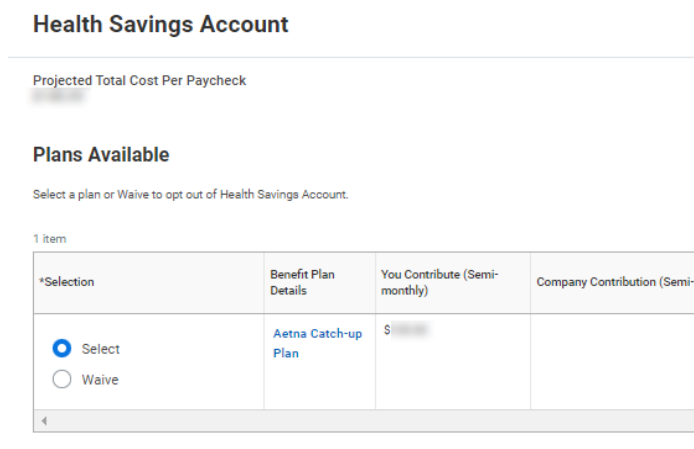 Health Savings Account
Projected Total Cost Per Paycheck
Plans Available
Select a plan or Waive to opt out of Health Savings Account.
1 item
*Selection
Benefit Plan
Details
You Contribute (Semi-
monthly)
Company Contribution (Semi-
Select
Waive
Aetna Catch-up
Plan
$